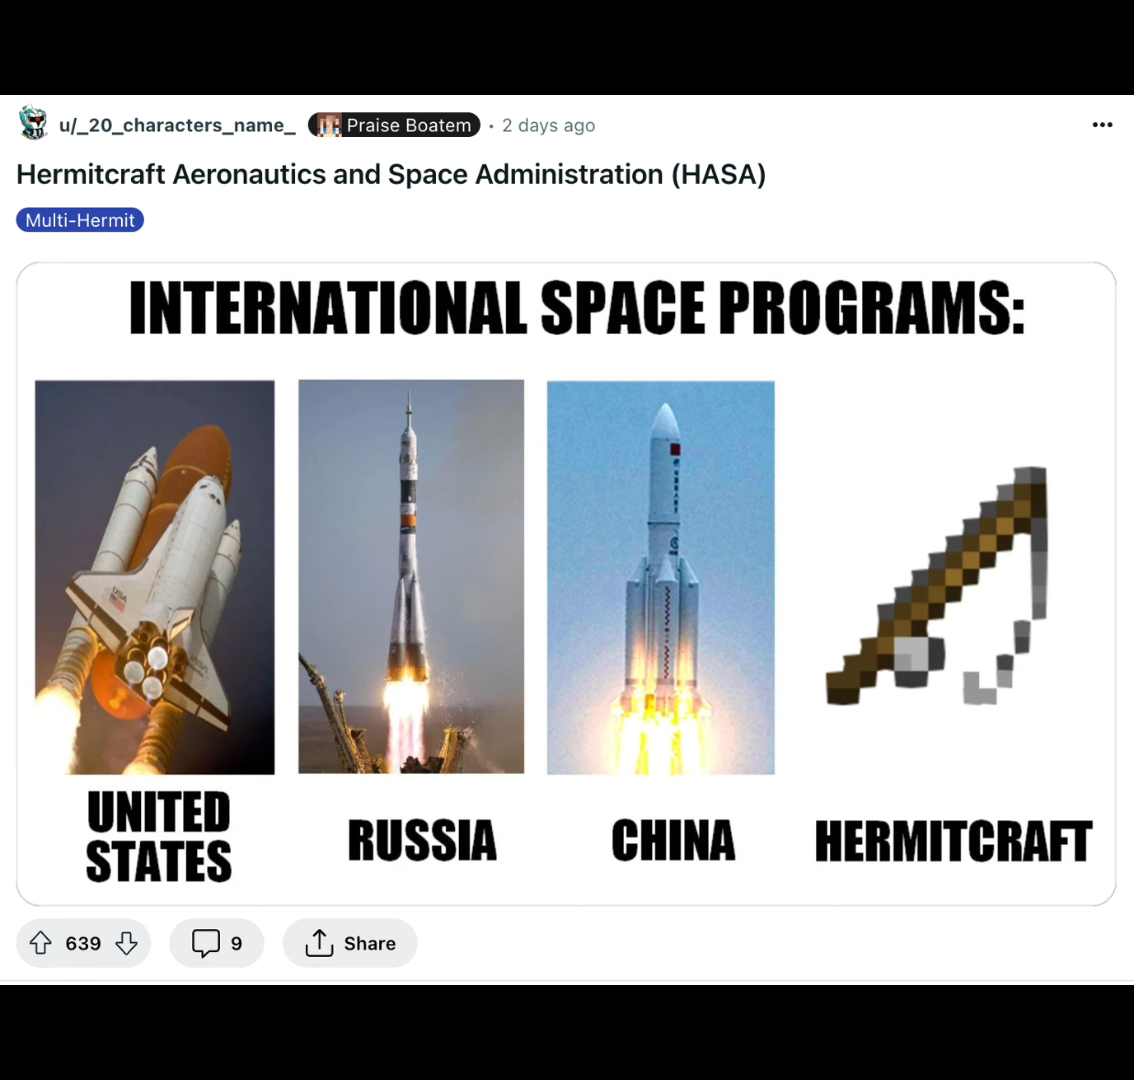 u/_20_characters_name_ Praise Boatem • 2 days ago
Hermitcraft Aeronautics and Space Administration (HASA)
Multi-Hermit
INTERNATIONAL SPACE PROGRAMS:
USA
UNITED
STATES
RUSSIA
CHINA
HERMITCRAFT
639
9
Share